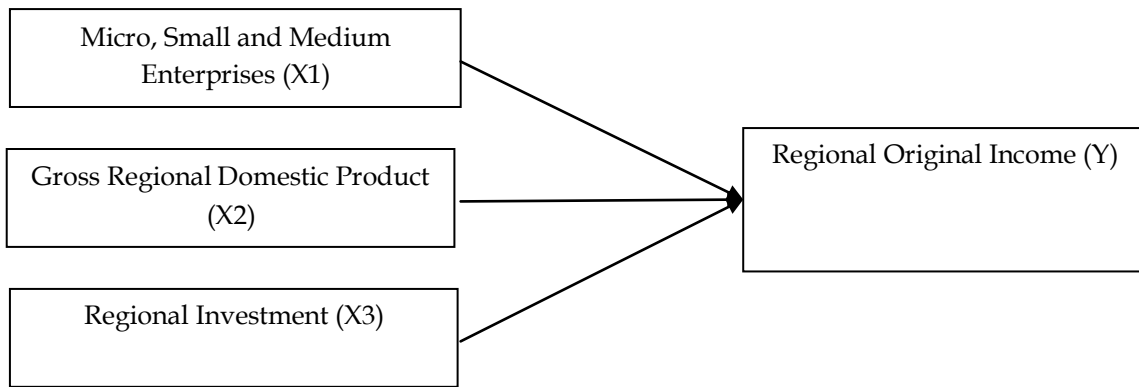 Micro, Small and Medium
Enterprises (X1)
Gross Regional Domestic Product
(X2)
Regional Investment (X3)
Regional Original Income (Y)